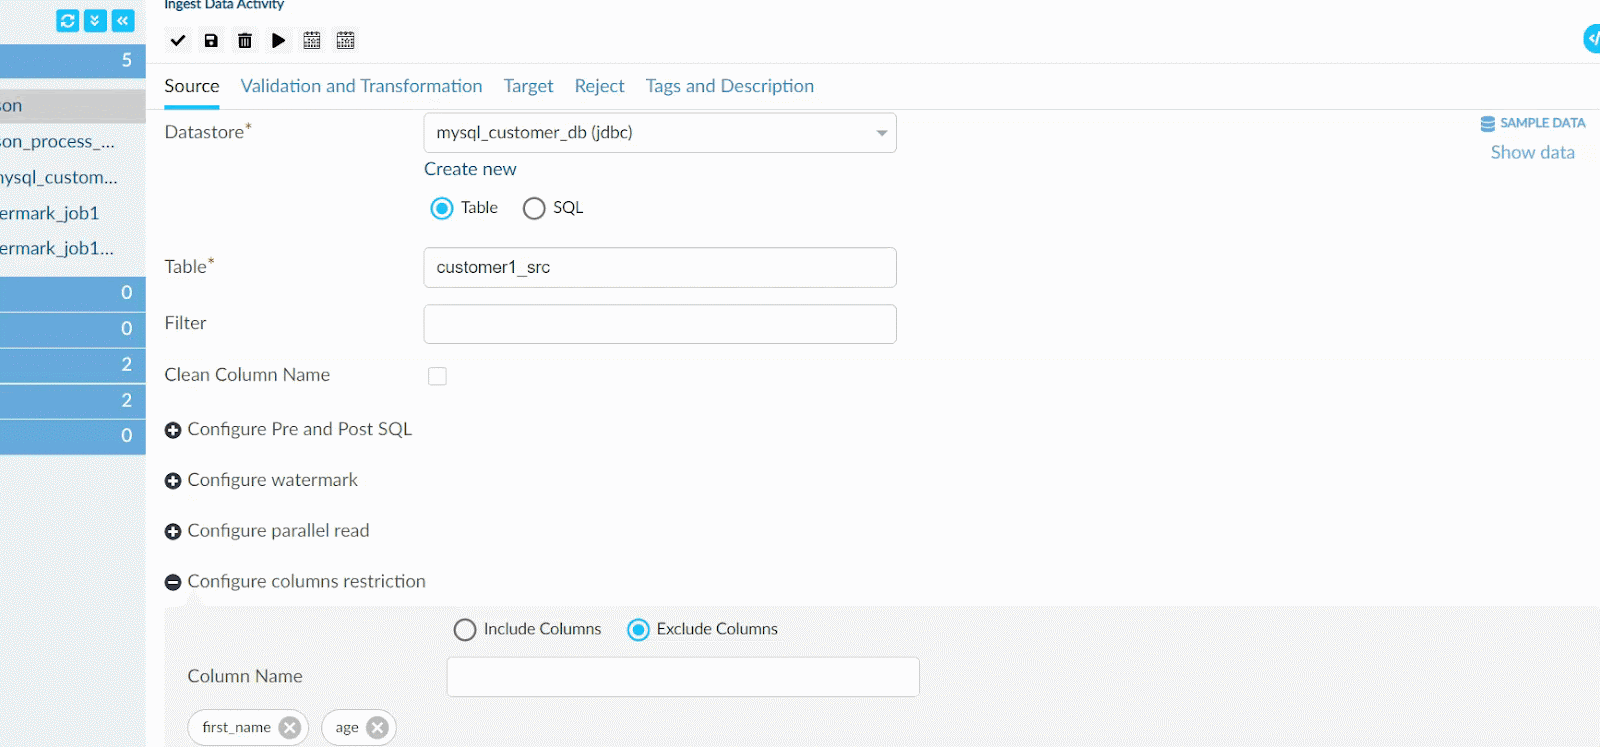 Ingest Data Activity
5
son
son_process_...
mysql_custom...
ermark_job1
ermark_job1...
0
0
2
2
0
Source Validation and Transformation Target Reject Tags and Description
Datastore* mysql_customer_db (jdbc)
SAMPLE DATA
Show data
Create new
Table SQL
Table* customer1_src
Filter
Clean Column Name
Configure Pre and Post SQL
Configure watermark
Configure parallel read
Configure columns restriction
Include Columns Exclude Columns
Column Name
first_name age